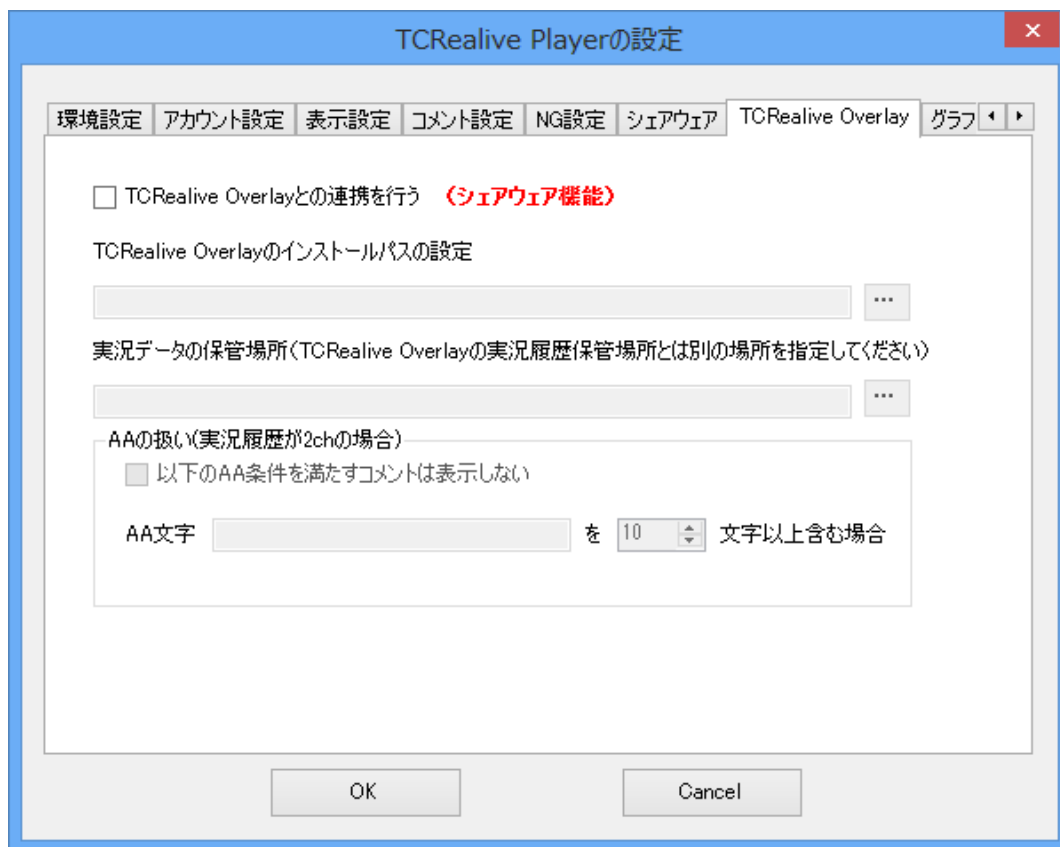 TCRealive Playerの設定
環境設定 アカウント設定 表示設定 コメント設定 NG設定 シェアウェア TCRealive Overlay グラフ
TCRealive Overlayとの連携を行う (シェアウェア機能)
TCRealive Overlayのインストールパスの設定
...
実況データの保管場所(TCRealive Overlayの実況履歴保管場所とは別の場所を指定してください)
...
AAの扱い(実況履歴が2chの場合)
以下のAA条件を満たすコメントは表示しない
AA文字 を 10 文字以上含む場合
OK Cancel